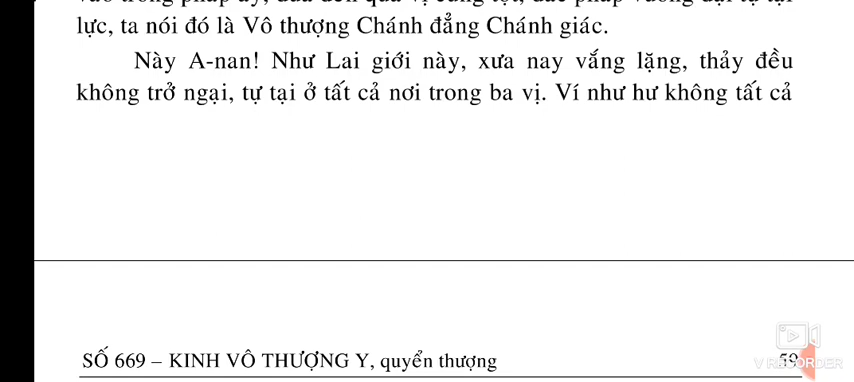 lực, ta nói đó là Vô thượng Chánh đẳng Chánh giác.
Này A-nan! Như Lai giới này, xưa nay vắng lặng, thảy đều
không trở ngại, tự tại ở tất cả nơi trong ba vị. Ví như hư không tất cả
SỐ 669 – KINH VÔ THƯỢNG Y, quyển thượng 59
V RECORDER